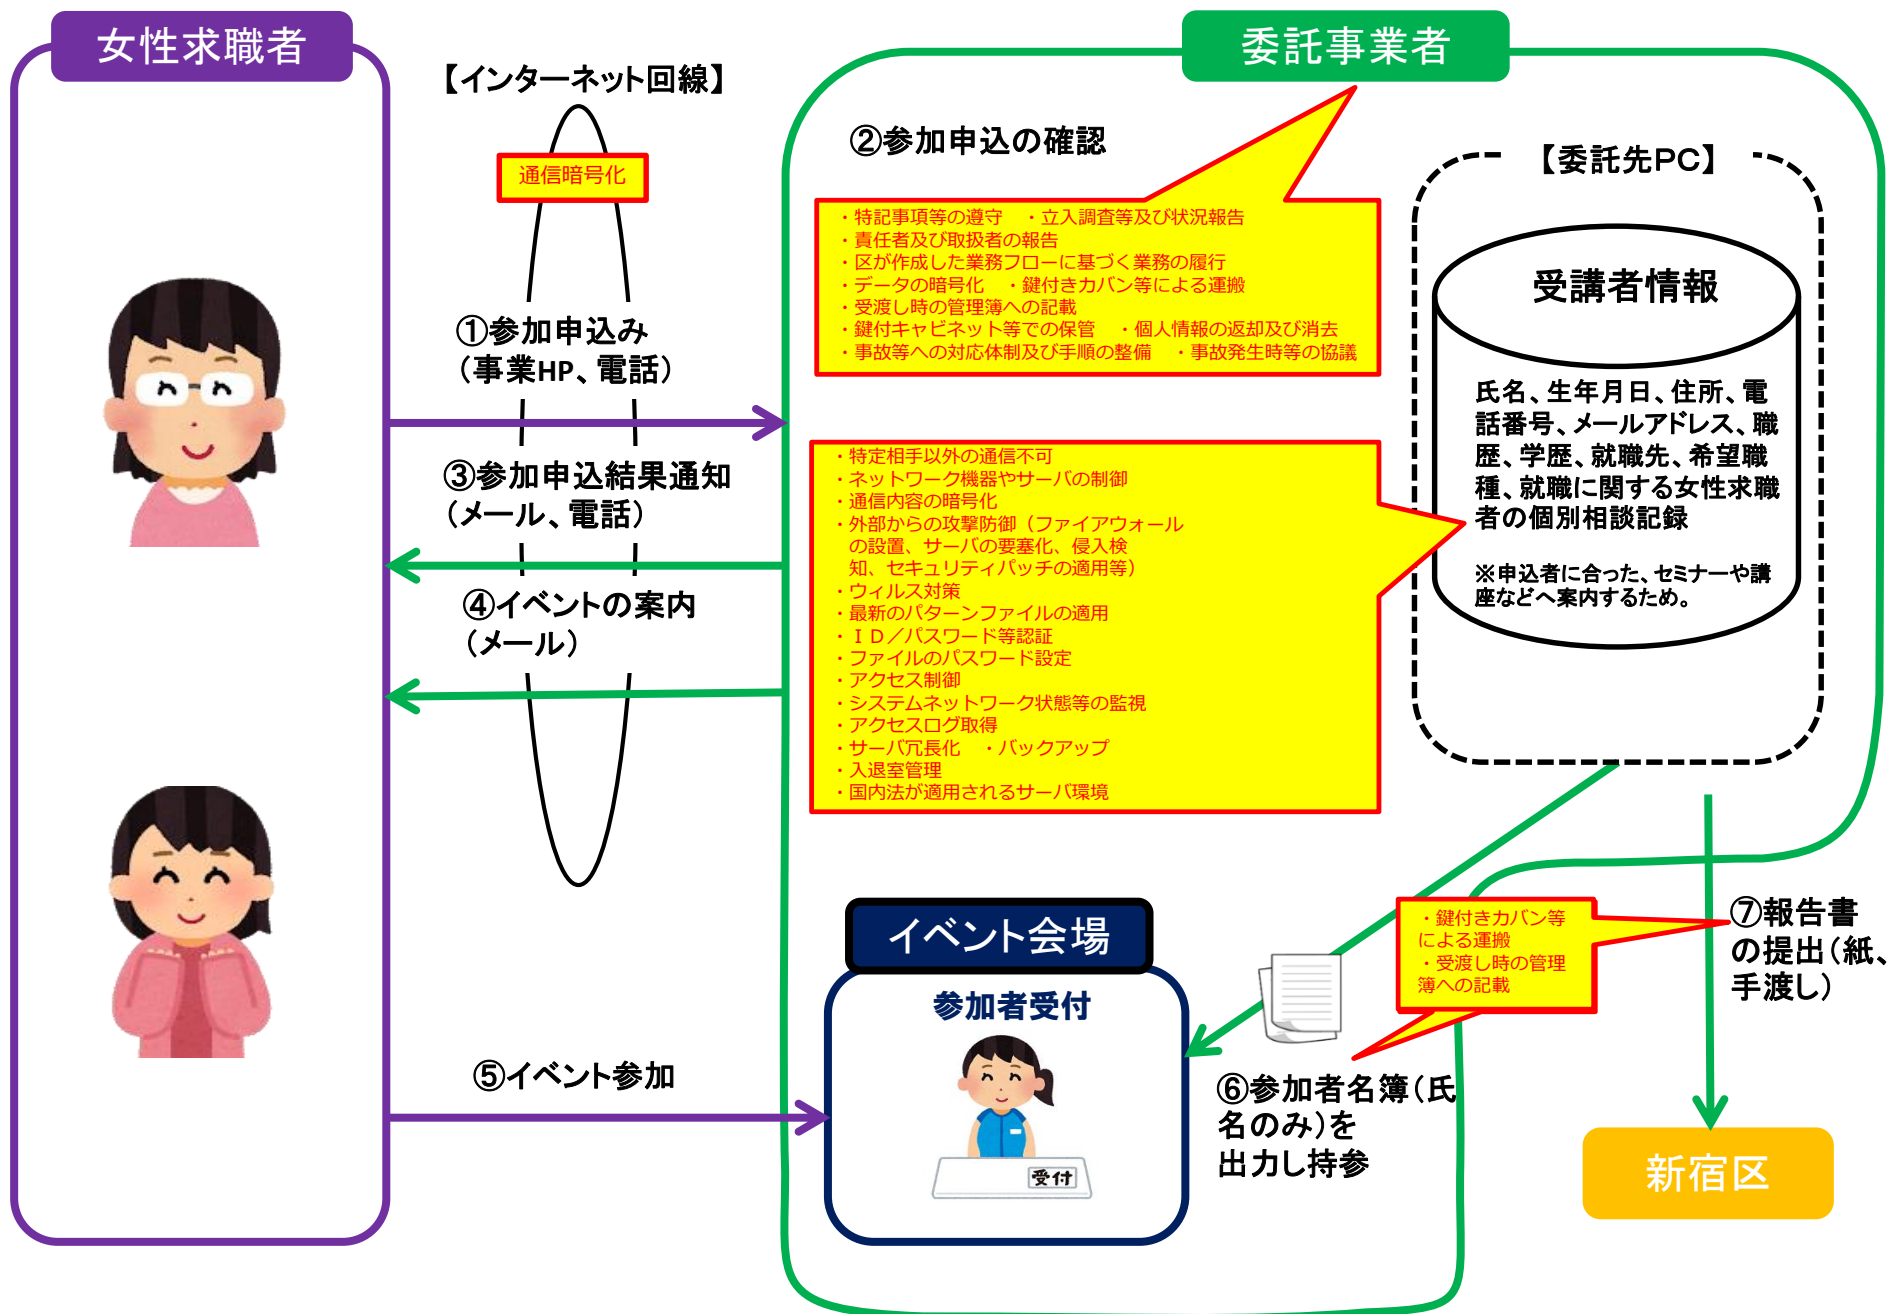 女性求職者
【インターネット回線】
通信暗号化
①参加申込み
（事業HP、電話）
③参加申込結果通知
（メール、電話）
④イベントの案内
（メール）
⑤イベント参加
委託事業者
②参加申込の確認
・特記事項等の遵守　・立入調査等及び状況報告
・責任者及び取扱者の報告
・区が作成した業務フローに基づく業務の履行
・データの暗号化　・鍵付きカバン等による運搬
・受渡し時の管理簿への記載
・鍵付キャビネット等での保管　・個人情報の返却及び消去
・事故等への対応体制及び手順の整備　・事故発生時等の協議
・特定相手以外の通信不可
・ネットワーク機器やサーバの制御
・通信内容の暗号化
・外部からの攻撃防御（ファイアウォール
の設置、サーバの要塞化、侵入検
知、セキュリティパッチの適用等）
・ウィルス対策
・最新のパターンファイルの適用
・ＩＤ／パスワード等認証
・ファイルのパスワード設定
・アクセス制御
・システムネットワーク状態等の監視
・アクセスログ取得
・サーバ冗長化　・バックアップ
・入退室管理
・国内法が適用されるサーバ環境
【委託先PC】
受講者情報
氏名、生年月日、住所、電
話番号、メールアドレス、職
歴、学歴、就職先、希望職
種、就職に関する女性求職
者の個別相談記録
※申込者に合った、セミナーや講
座などへ案内するため。
イベント会場
参加者受付
受付
・鍵付きカバン等
による運搬
・受渡し時の管理
簿への記載
⑥参加者名簿（氏
名のみ）を
出力し持参
⑦報告書
の提出（紙、
手渡し）
新宿区